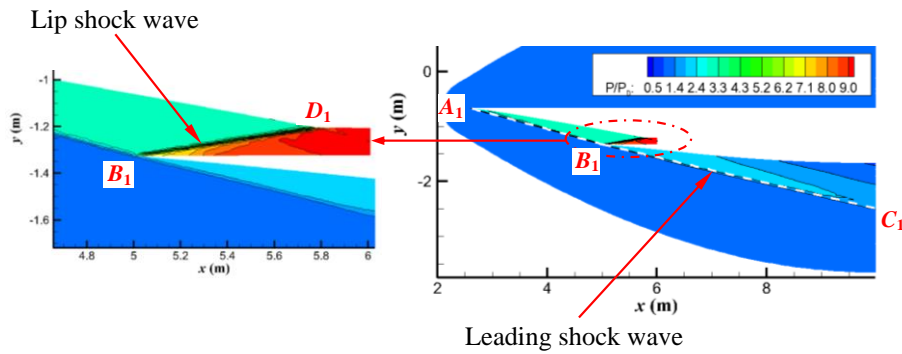 Lip shock wave
-1
-1.2
-1.4
-1.6
y (m)
D₁
B₁
4.8 5 5.2 5.4 5.6 5.8 6
x (m)
P/P₀: 0.5 1.4 2.4 3.3 4.3 5.2 6.2 7.1 8.0 9.0
0
-2
y (m)
A₁
B₁
C₁
2 4 6 8
x (m)
Leading shock wave